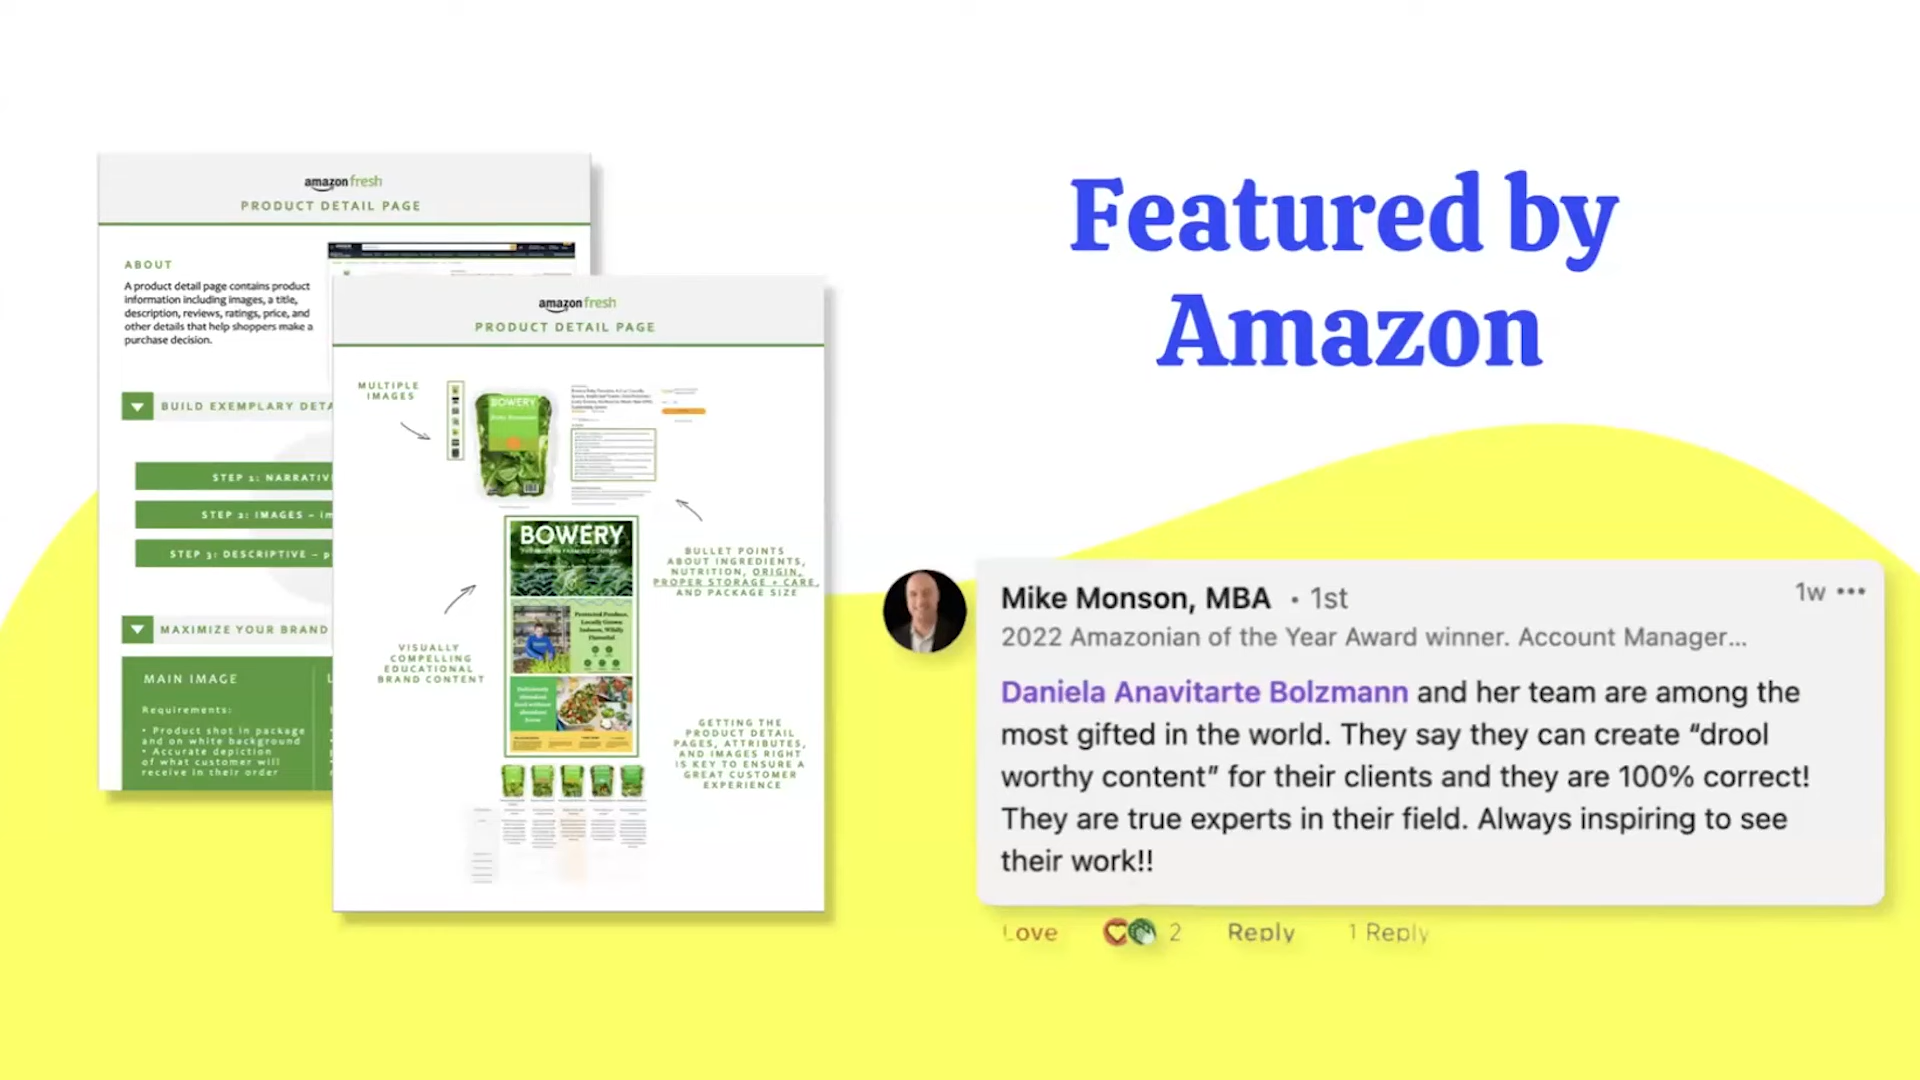 amazon fresh
PRODUCT DETAIL PAGE
ABOUT
A product detail page contains product
information including images, a title,
description, reviews, ratings, price, and
other details that help shoppers make a
purchase decision.
BUILD EXEMPLARY DETA
STEP 1: NARRATIV
STEP 2: IMAGES – im
STEP 3: DESCRIPTIVE – p
MAXIMIZE YOUR BRAND
MAIN IMAGE
Requirements:
• Product shot in package
and on white background
• Accurate depiction
of what customer will
receive in their order
amazon fresh
PRODUCT DETAIL PAGE
MULTIPLE
IMAGES
BOWERY
BOWERY
BULLET POINTS
ABOUT INGREDIENTS,
NUTRITION, ORIGIN,
PROPER STORAGE + CARE,
AND PACKAGE SIZE
Protected Produce,
Locally Grown
Indoors, Wildly
Flavorful
VISUALLY
COMPELLING
EDUCATIONAL
BRAND CONTENT
GETTING THE
PRODUCT DETAIL
PAGES, ATTRIBUTES,
AND IMAGES RIGHT
IS KEY TO ENSURE A
GREAT CUSTOMER
EXPERIENCE
Featured by
Amazon
Mike Monson, MBA • 1st
1w •••
2022 Amazonian of the Year Award winner. Account Manager...
Daniela Anavitarte Bolzmann and her team are among the
most gifted in the world. They say they can create “drool
worthy content” for their clients and they are 100% correct!
They are true experts in their field. Always inspiring to see
their work!!
Love 2 Reply 1 Reply